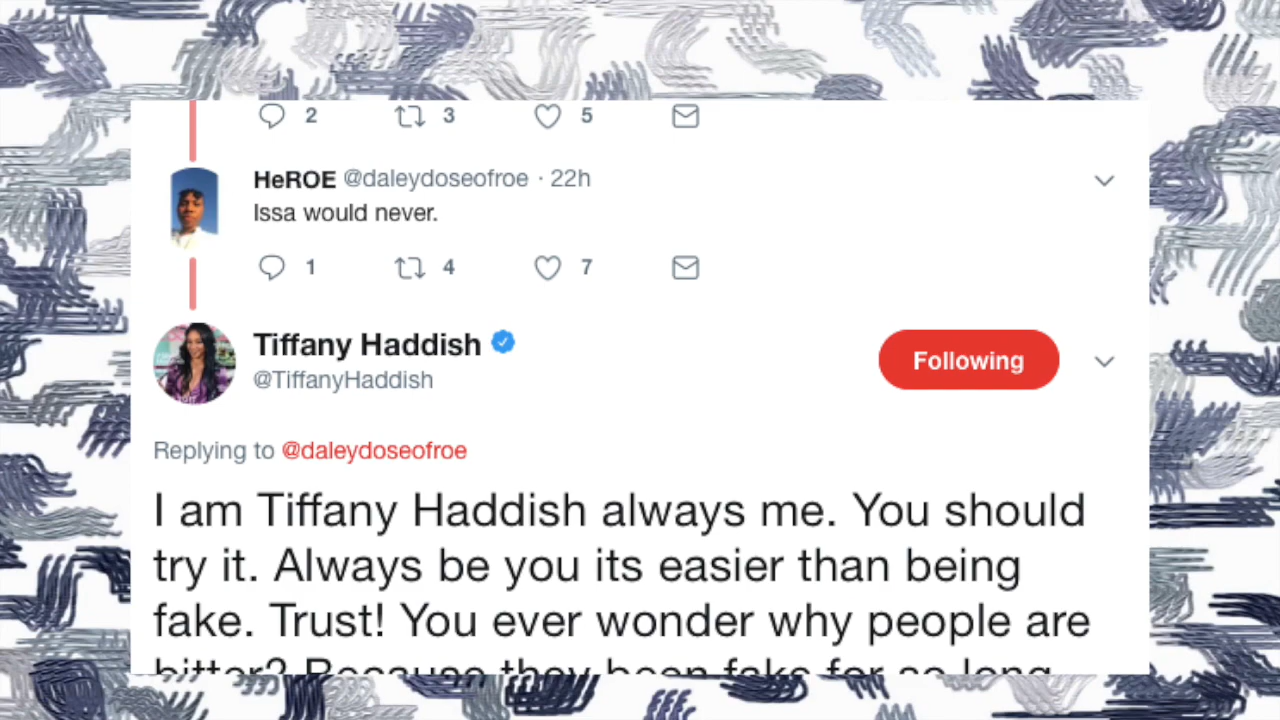 2 3 5
HeROE @daleydoseofroe · 22h
Issa would never.
1 4 7
Tiffany Haddish
@TiffanyHaddish
Following
Replying to @daleydoseofroe
I am Tiffany Haddish always me. You should
try it. Always be you its easier than being
fake. Trust! You ever wonder why people are
bitter? Because they been fake for so long